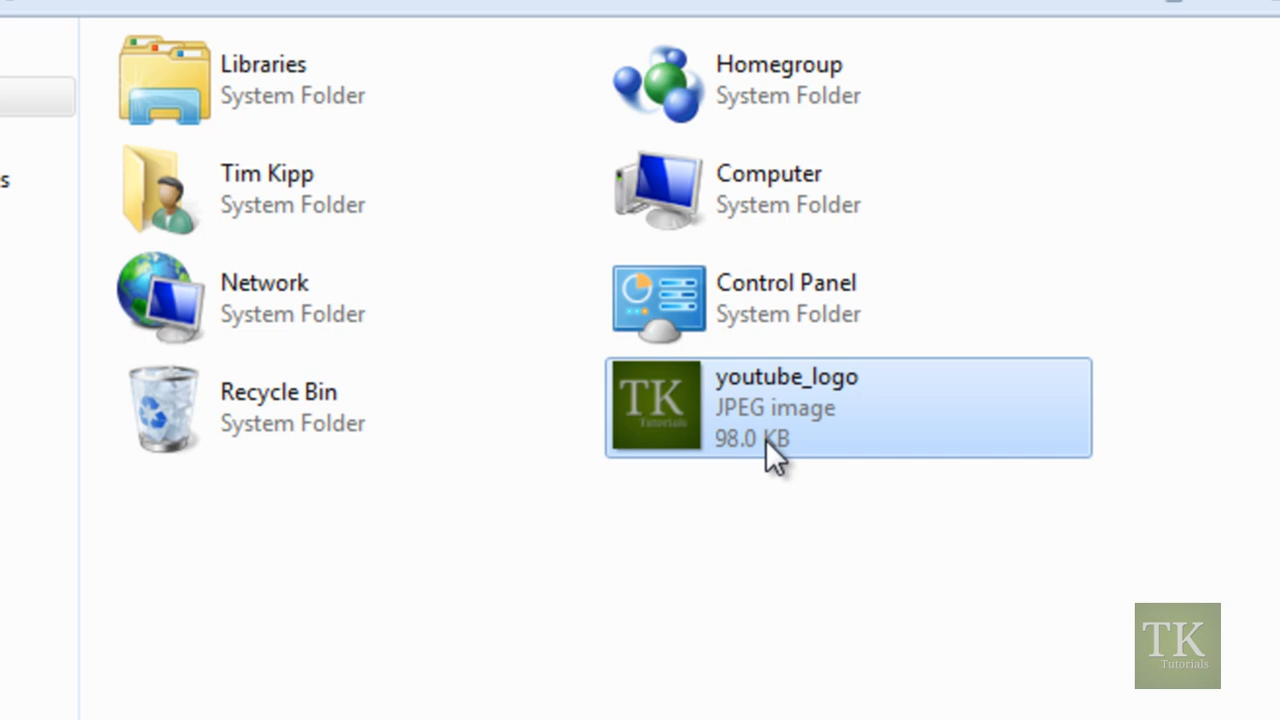 Libraries
System Folder
Homegroup
System Folder
s
Tim Kipp
System Folder
Computer
System Folder
Network
System Folder
Control Panel
System Folder
Recycle Bin
System Folder
TK
Tutorials
youtube_logo
JPEG image
98.0 KB
TK
Tutorials